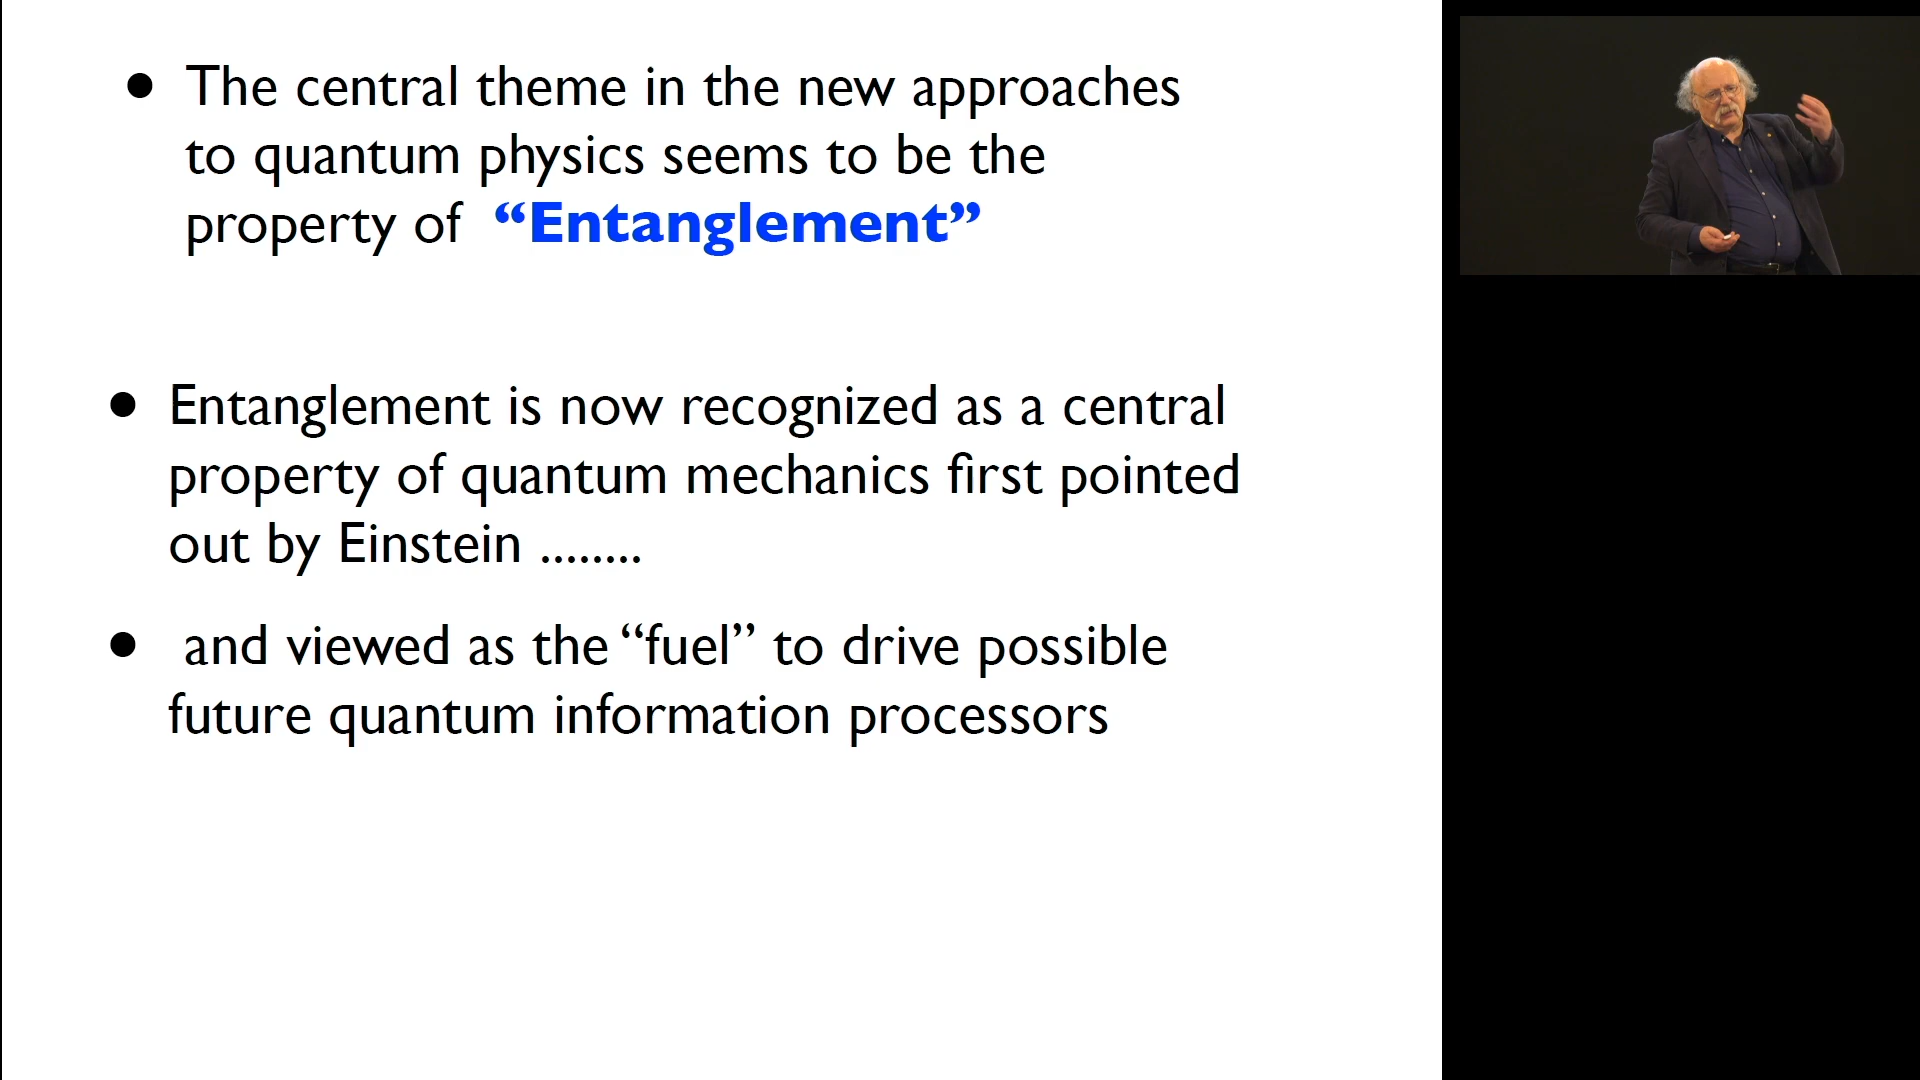 • The central theme in the new approaches
to quantum physics seems to be the
property of “Entanglement”
• Entanglement is now recognized as a central
property of quantum mechanics first pointed
out by Einstein ........
• and viewed as the “fuel” to drive possible
future quantum information processors